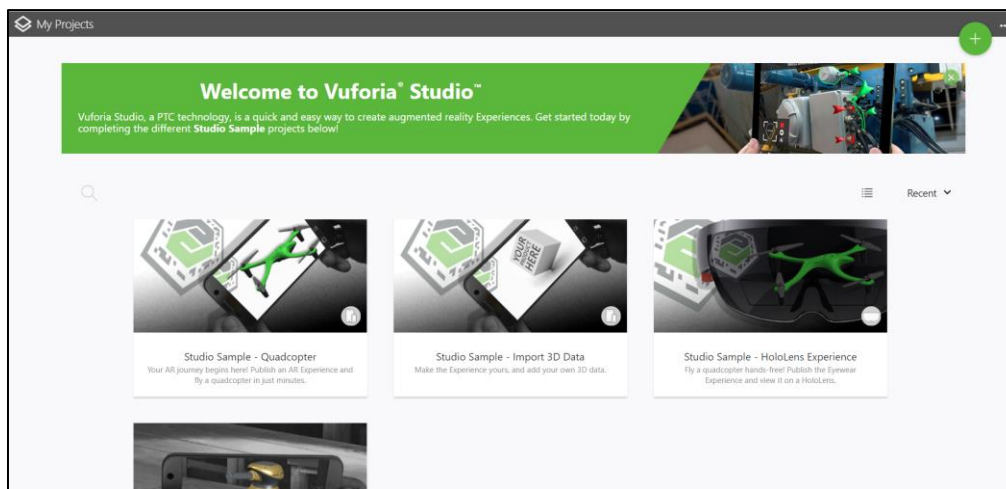 My Projects
Welcome to Vuforia® Studio™
Vuforia Studio, a PTC technology, is a quick and easy way to create augmented reality Experiences. Get started today by
completing the different Studio Sample projects below!
Recent
YOUR
PRODUCT
HERE
Studio Sample - Quadcopter
Your AR journey begins here! Publish an AR Experience and
fly a quadcopter in just minutes.
Studio Sample - Import 3D Data
Make the Experience yours, and add your own 3D data.
Studio Sample - HoloLens Experience
Fly a quadcopter hands-free! Publish the Eyewear
Experience and view it on a HoloLens.